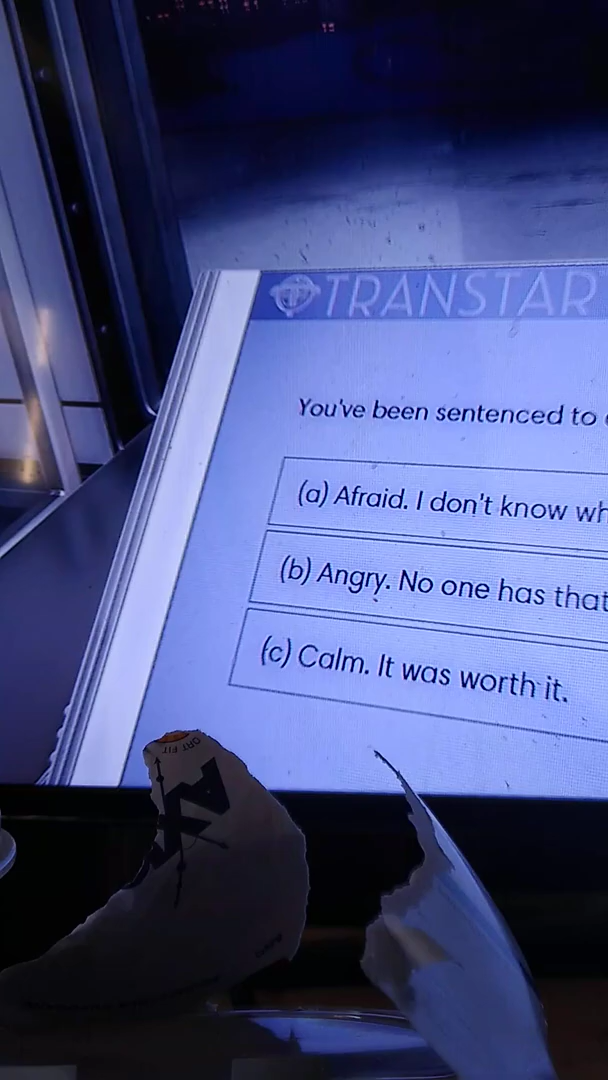 TRANSTAR
You've been sentenced to
(a) Afraid. I don't know wh
(b) Angry. No one has that
(c) Calm. It was worth it.